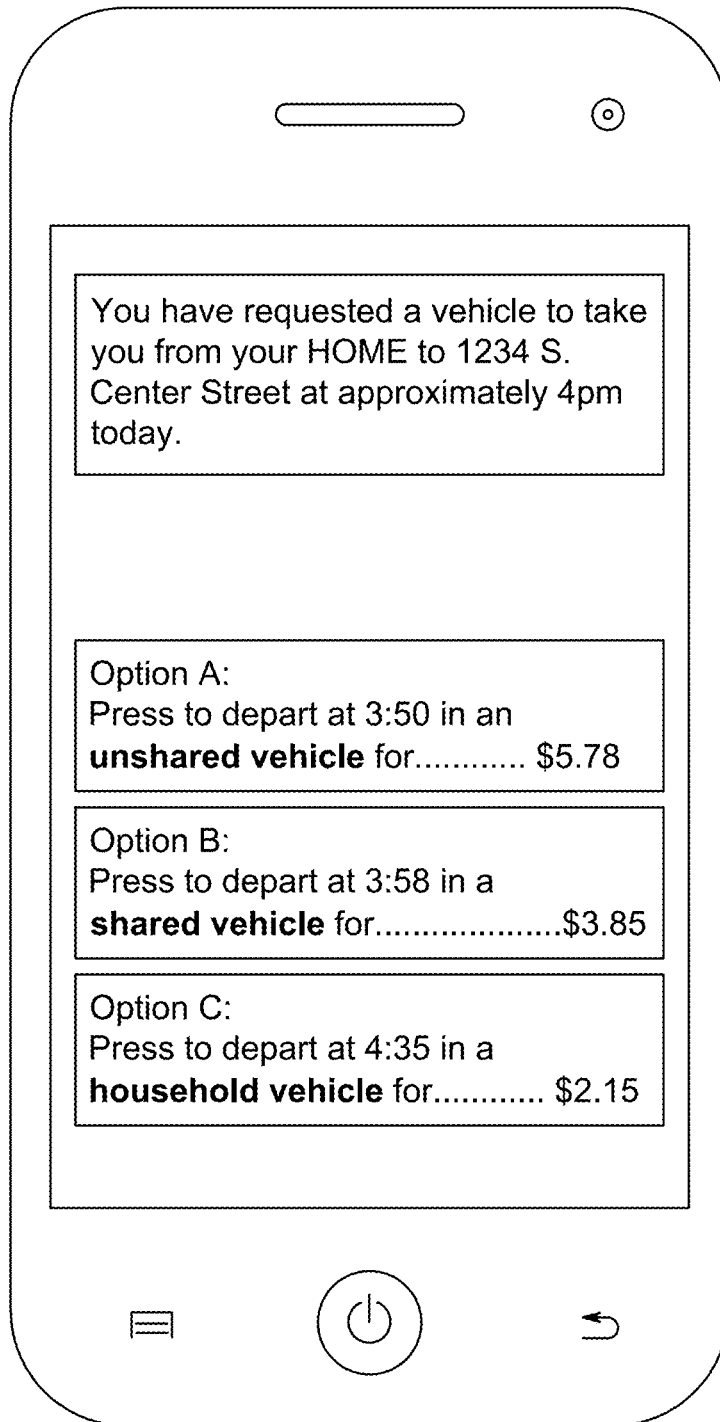 You have requested a vehicle to take
you from your HOME to 1234 S.
Center Street at approximately 4pm
today.
Option A:
Press to depart at 3:50 in an
unshared vehicle for............ $5.78
Option B:
Press to depart at 3:58 in a
shared vehicle for....................$3.85
Option C:
Press to depart at 4:35 in a
household vehicle for............ $2.15